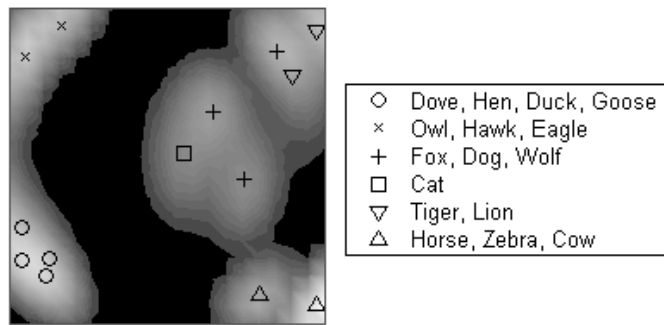 Dove, Hen, Duck, Goose
Owl, Hawk, Eagle
Fox, Dog, Wolf
Cat
Tiger, Lion
Horse, Zebra, Cow